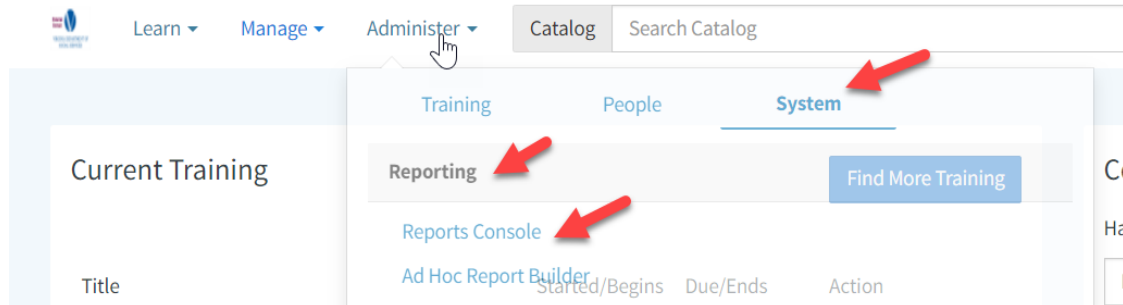 Learn Manage Administer Catalog Search Catalog
Training People System
Current Training
Reporting
Find More Training
Reports Console
Ad Hoc Report Builder
Title Started/Begins Due/Ends Action